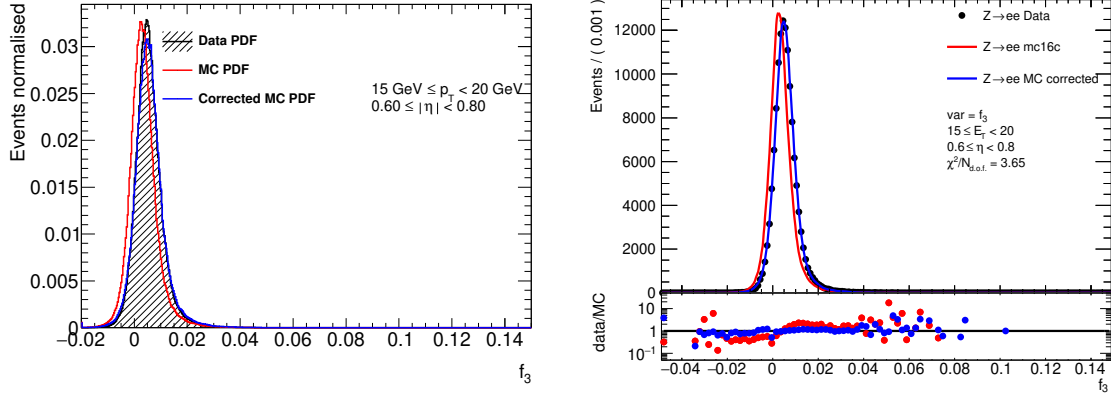 Events normalised
0.03
0.025
0.02
0.015
0.01
0.005
0
Data PDF
MC PDF
Corrected MC PDF
15 GeV ≤ p_T < 20 GeV
0.60 ≤ |η| < 0.80
−0.02 0 0.02 0.04 0.06 0.08 0.1 0.12 0.14
f_3
Events / ( 0.001 )
12000
10000
8000
6000
4000
2000
0
Z→ee Data
Z→ee mc16c
Z→ee MC corrected
var = f_3
15 ≤ E_T < 20
0.6 ≤ η < 0.8
χ²/N_d.o.f. = 3.65
data/MC
10
1
10⁻¹
−0.04 −0.02 0 0.02 0.04 0.06 0.08 0.1 0.12 0.14
f_3